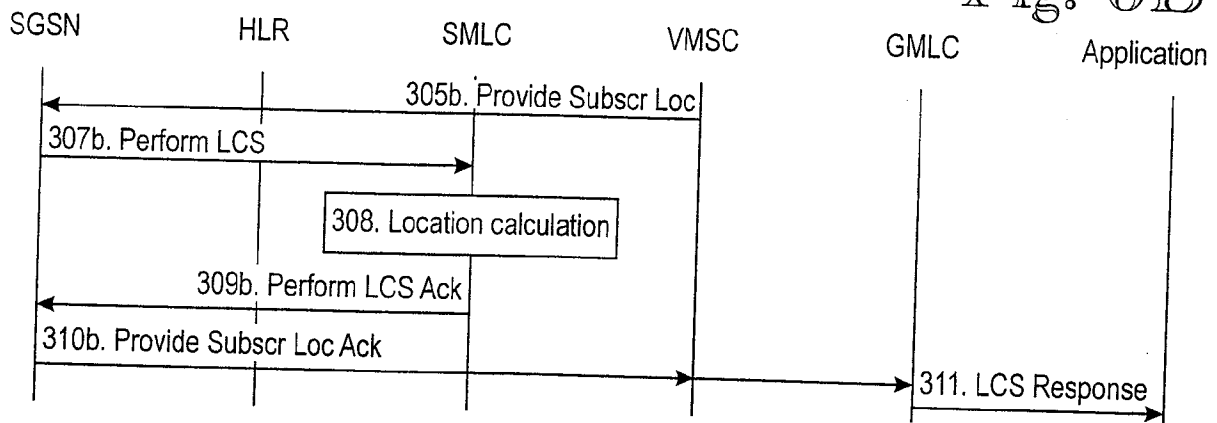 SGSN HLR SMLC VMSC GMLC Application
305b. Provide Subscr Loc
307b. Perform LCS
308. Location calculation
309b. Perform LCS Ack
310b. Provide Subscr Loc Ack
311. LCS Response